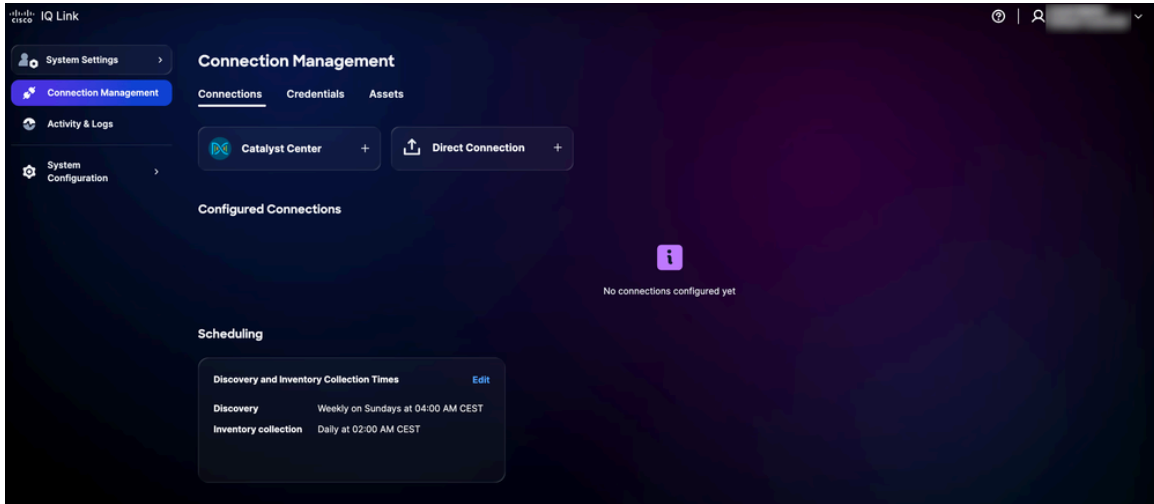 cisco IQ Link
System Settings
Connection Management
Activity & Logs
System
Configuration
Connection Management
Connections Credentials Assets
Catalyst Center +
Direct Connection +
Configured Connections
i
No connections configured yet
Scheduling
Discovery and Inventory Collection Times Edit
Discovery Weekly on Sundays at 04:00 AM CEST
Inventory collection Daily at 02:00 AM CEST